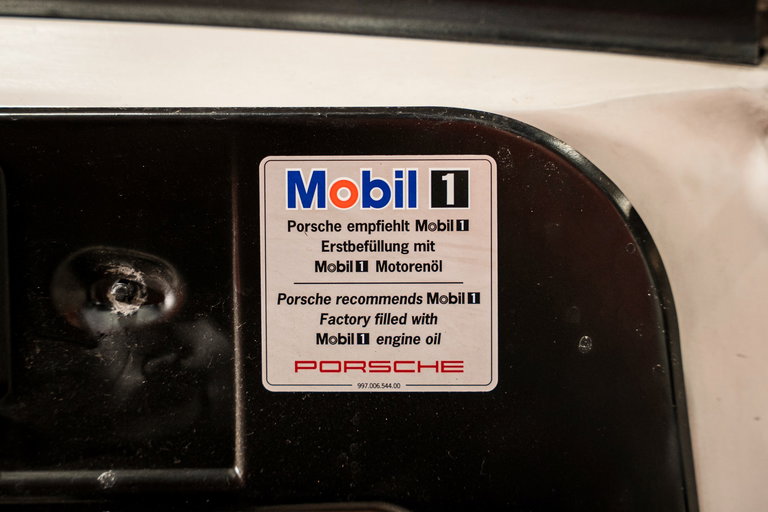 Mobil 1
Porsche empfiehlt Mobil 1
Erstbefüllung mit
Mobil 1 Motorenöl
Porsche recommends Mobil 1
Factory filled with
Mobil 1 engine oil
PORSCHE
997.006.544.00